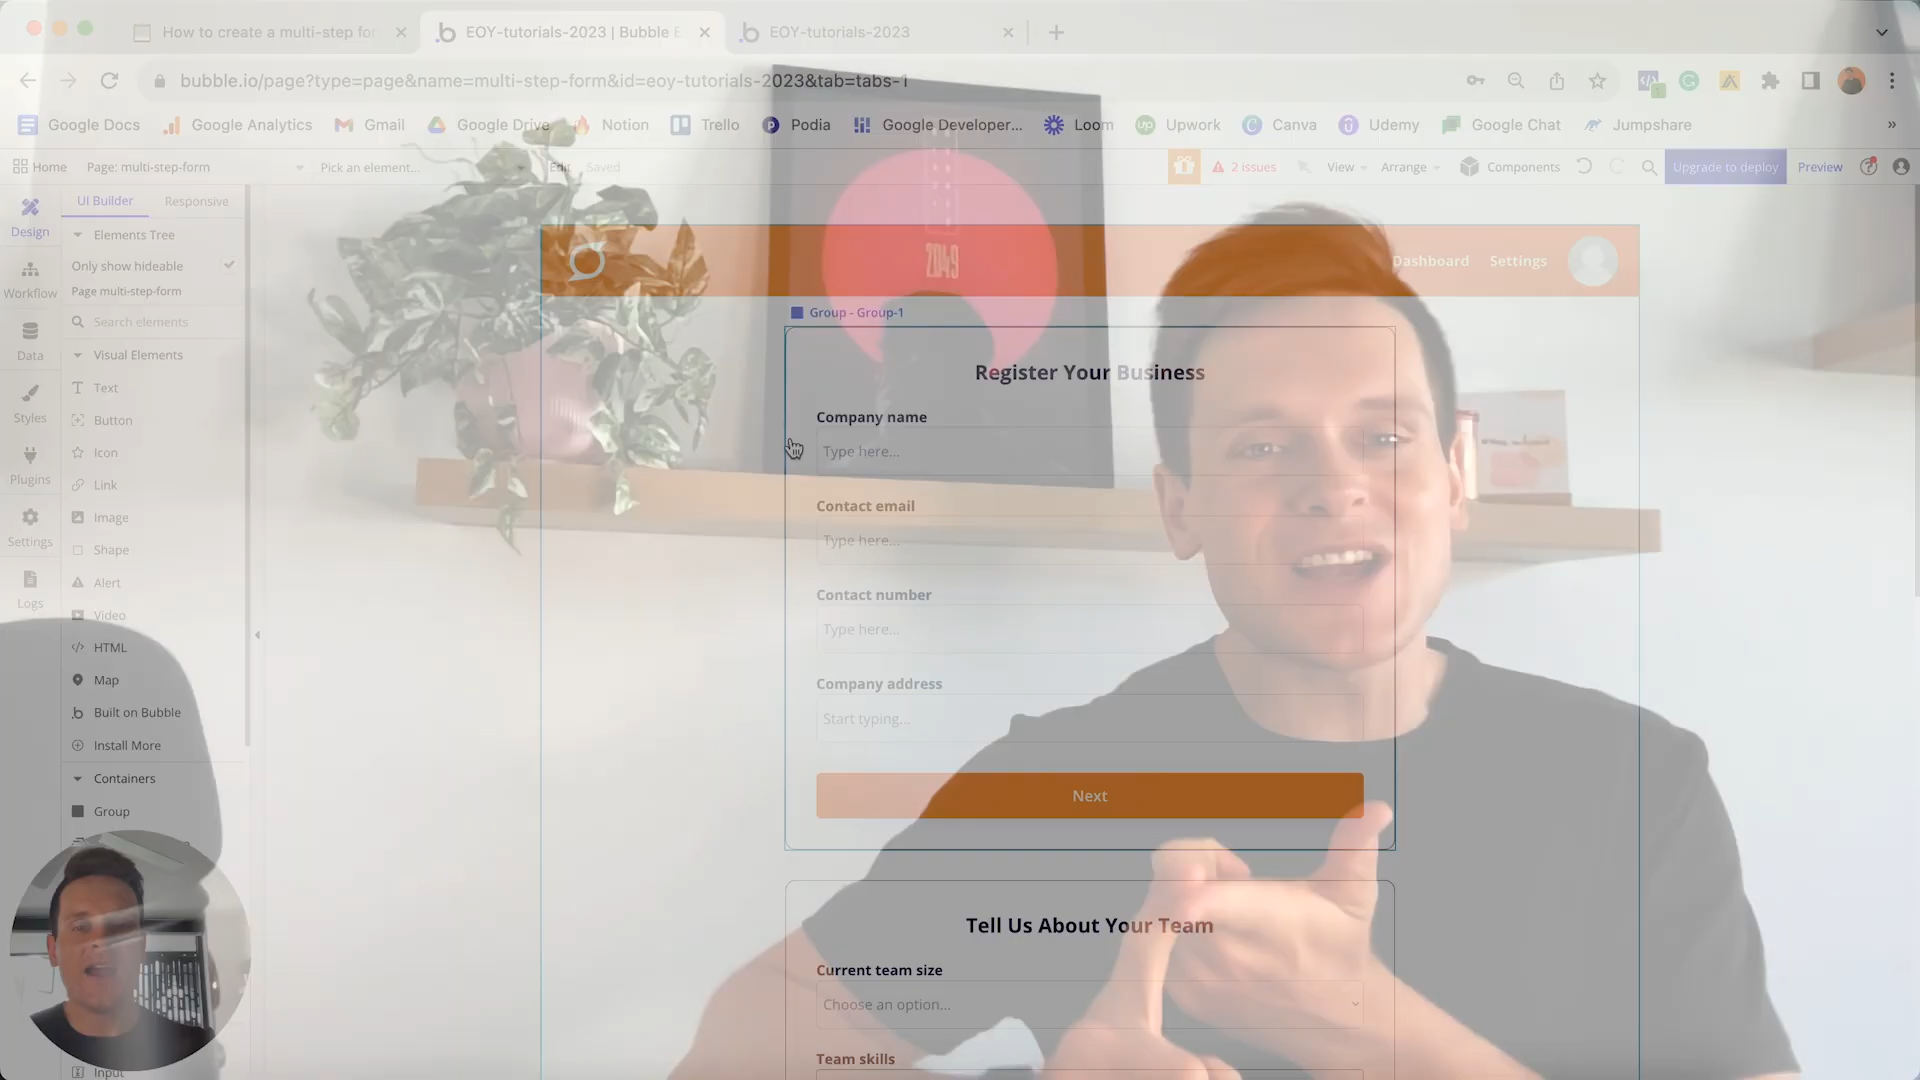 How to create a multi-step for
EOY-tutorials-2023 | Bubble E
EOY-tutorials-2023
bubble.io/page?type=page&name=multi-step-form&id=eoy-tutorials-2023&tab=tabs-1
Google Docs
Google Analytics
Gmail
Google Drive
Notion
Trello
Podia
Google Developer...
Loom
Upwork
Canva
Udemy
Google Chat
Jumpshare
»
Home
Page: multi-step-form
Pick an element...
Edit
Saved
2 issues
View
Arrange
Components
Upgrade to deploy
Preview
Design
Workflow
Data
Styles
Plugins
Settings
Logs
UI Builder
Responsive
Elements Tree
Only show hideable
Page multi-step-form
Search elements
Visual Elements
Text
Button
Icon
Link
Image
Shape
Alert
Video
HTML
Map
Built on Bubble
Install More
Containers
Group
Input
2049
Dashboard
Settings
Group - Group-1
Register Your Business
Company name
Type here...
Contact email
Type here...
Contact number
Type here...
Company address
Start typing...
Next
Tell Us About Your Team
Current team size
Choose an option...
Team skills